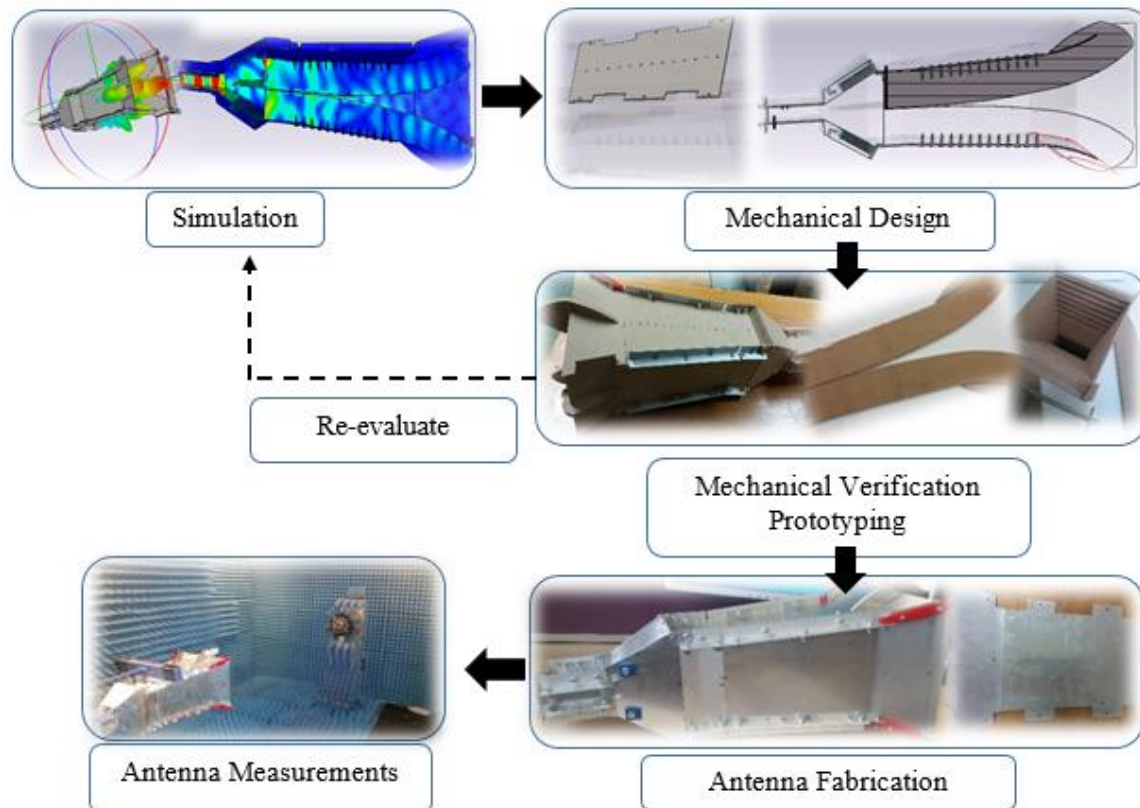 Simulation
Mechanical Design
Re-evaluate
Mechanical Verification
Prototyping
Antenna Measurements
Antenna Fabrication